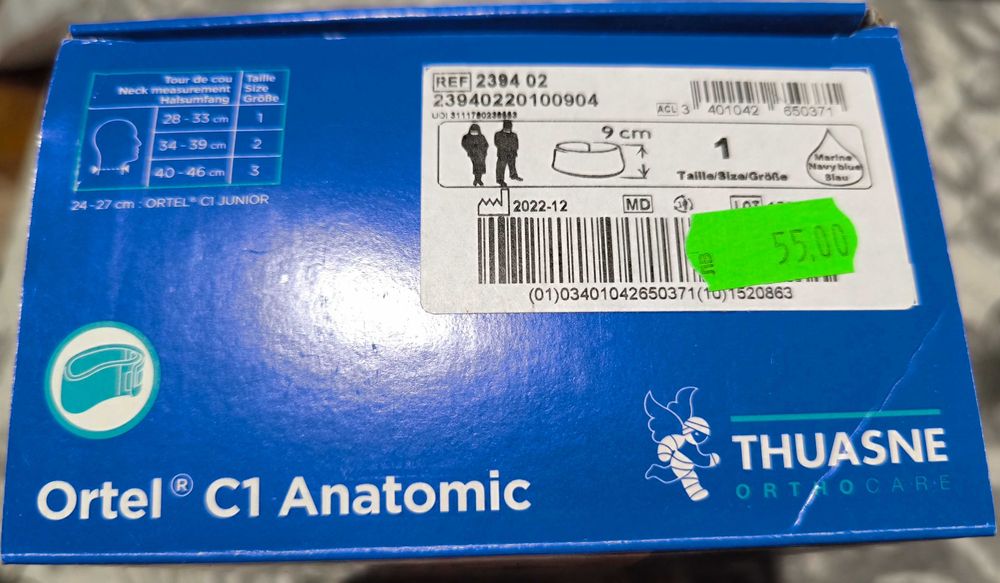 Tour de cou
Neck measurement
Halsumfang
Taille
Size
Größe
28 - 33 cm 1
34 - 39 cm 2
40 - 46 cm 3
24-27 cm : ORTEL® C1 JUNIOR
REF 2394 02
23940220100904
ACL 3 401042 650371
9 cm
1
Taille/Size/Größe
Marine
Navy blue
Blau
2022-12
MD
LOT
ЛВ 55.00
(01)03401042650371(10)1520863
Ortel® C1 Anatomic
THUASNE
ORTHOCARE